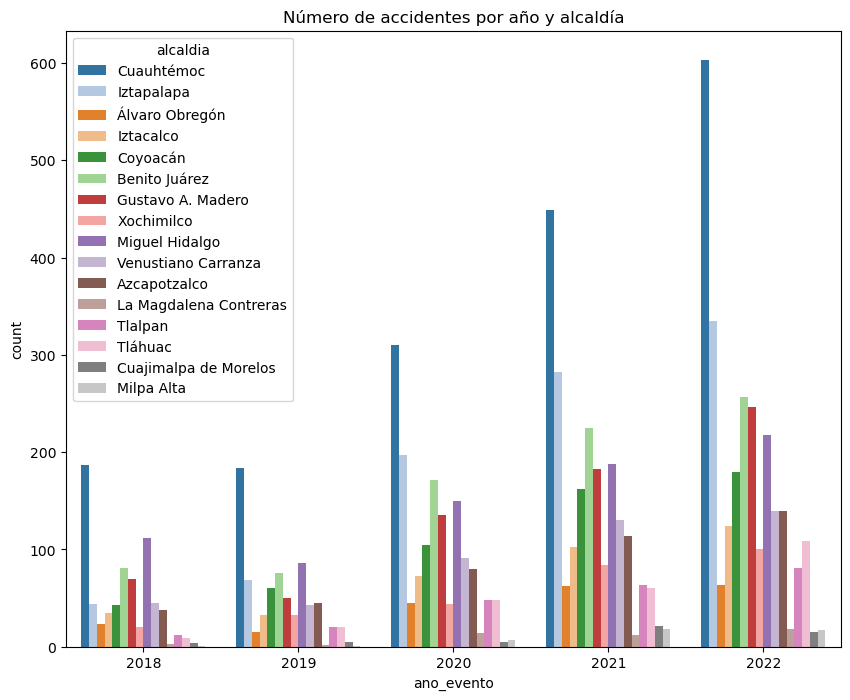 Número de accidentes por año y alcaldía
alcaldia
Cuauhtémoc
Iztapalapa
Álvaro Obregón
Iztacalco
Coyoacán
Benito Juárez
Gustavo A. Madero
Xochimilco
Miguel Hidalgo
Venustiano Carranza
Azcapotzalco
La Magdalena Contreras
Tlalpan
Tláhuac
Cuajimalpa de Morelos
Milpa Alta
count
600
500
400
300
200
100
0
2018 2019 2020 2021 2022
ano_evento